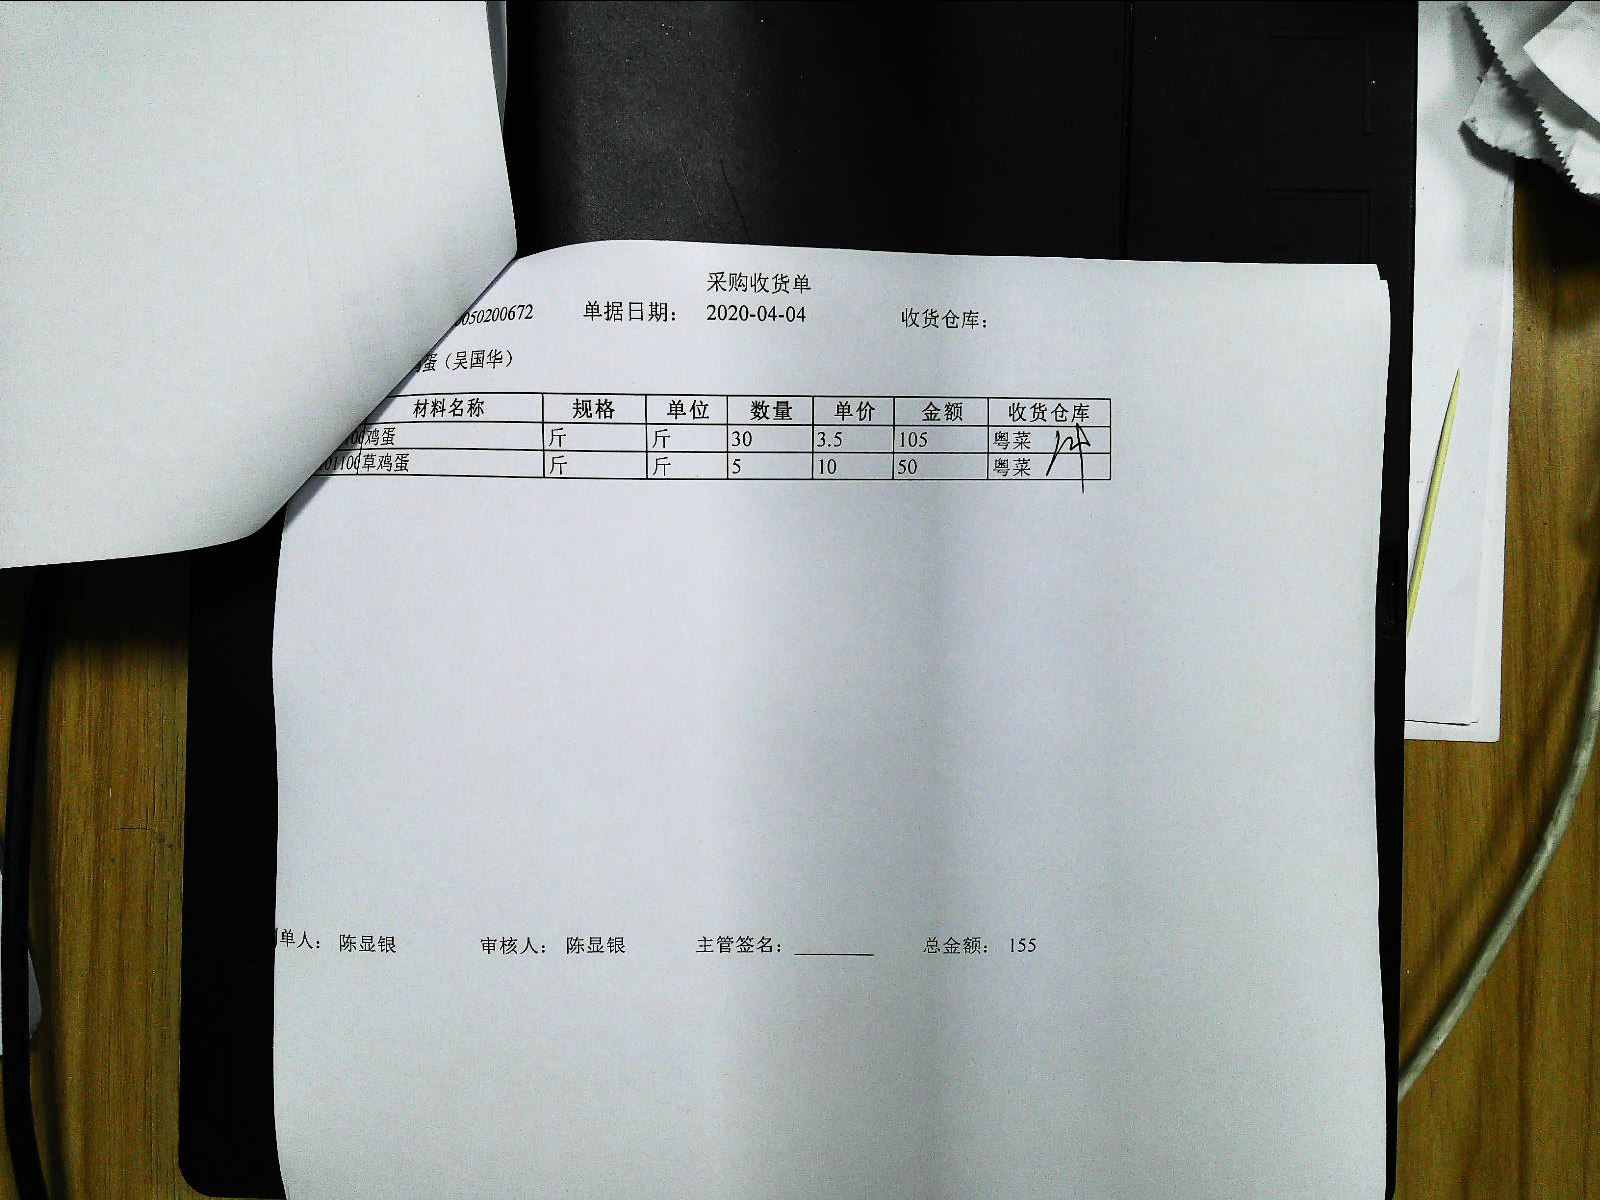 采购收货单
050200672 单据日期： 2020-04-04 收货仓库：
蛋（吴国华）
材料名称 规格 单位 数量 单价 金额 收货仓库
鸡蛋 斤 斤 30 3.5 105 粤菜
01100 草鸡蛋 斤 斤 5 10 50 粤菜
单人： 陈显银 审核人： 陈显银 主管签名： 总金额： 155